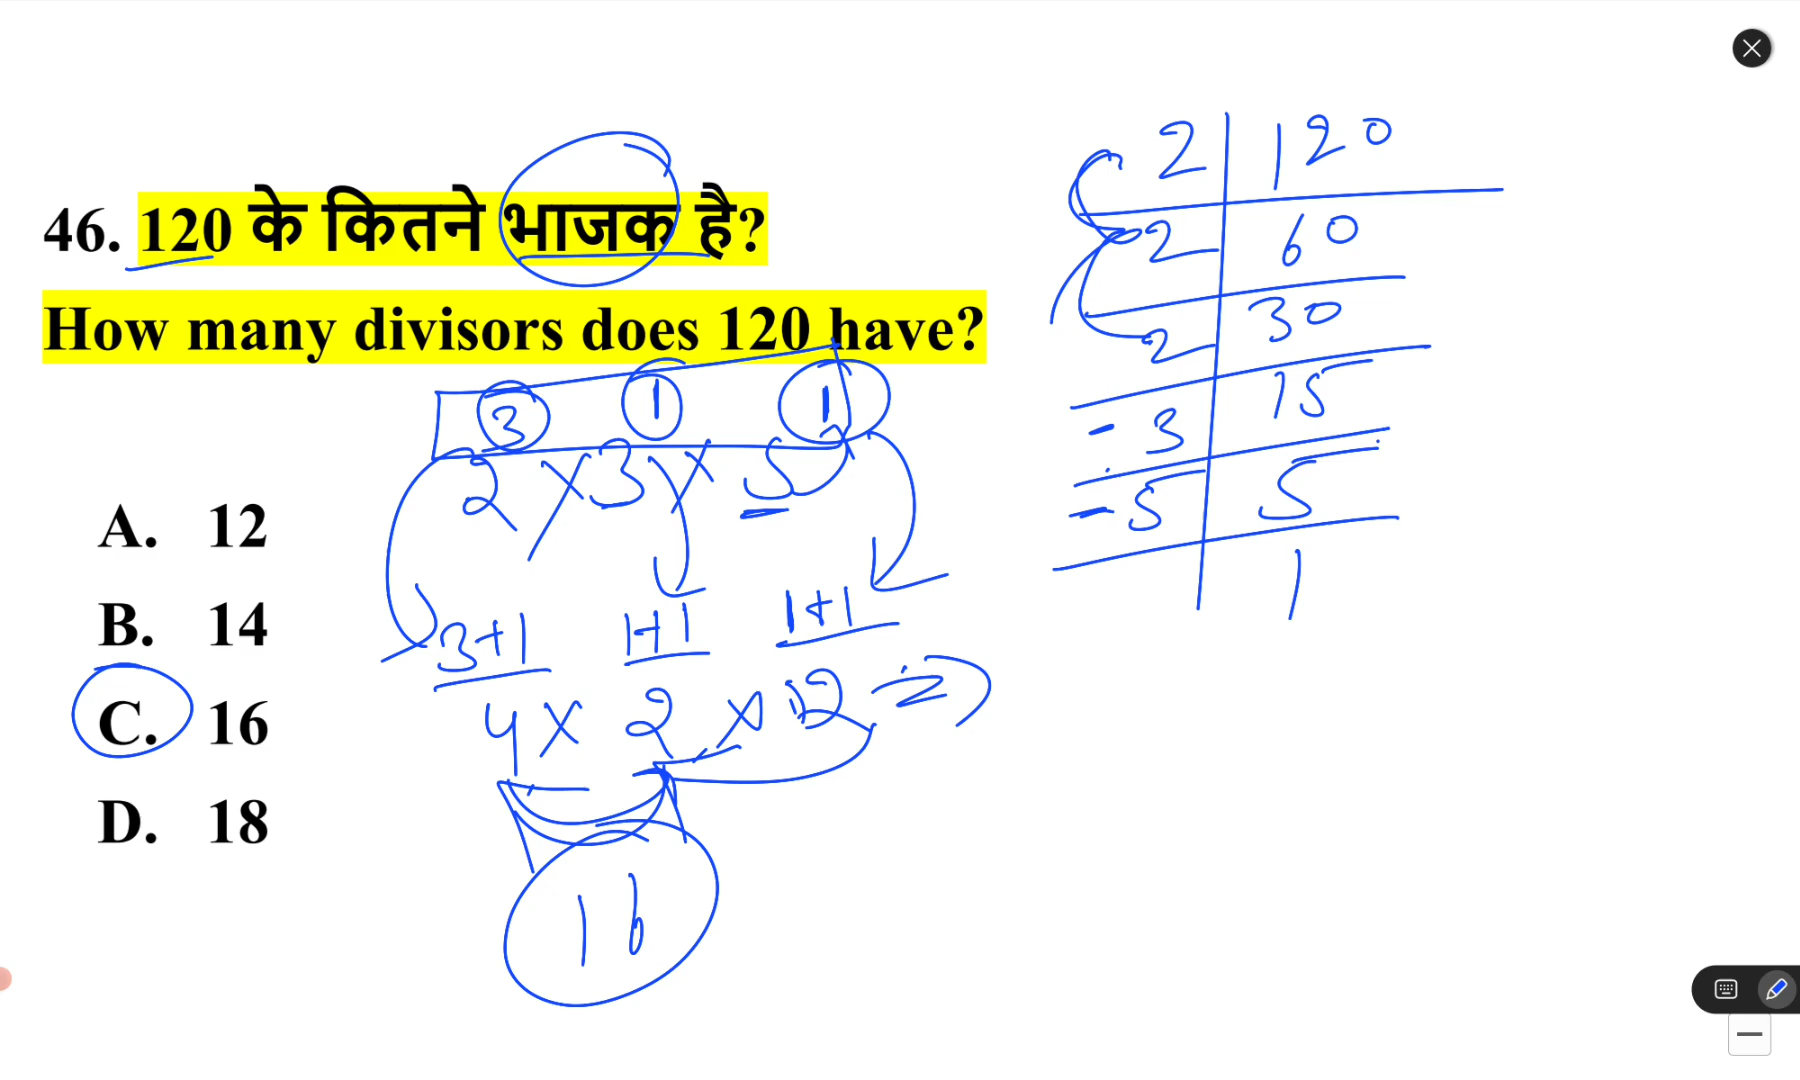 46. 120 के कितने भाजक है?
How many divisors does 120 have?
A. 12
B. 14
C. 16
D. 18
3 1 1
2 × 3 × 5
3+1 1+1 1+1
4 × 2 × 2
16
2 | 120
2 | 60
2 | 30
3 | 15
5 | 5
1